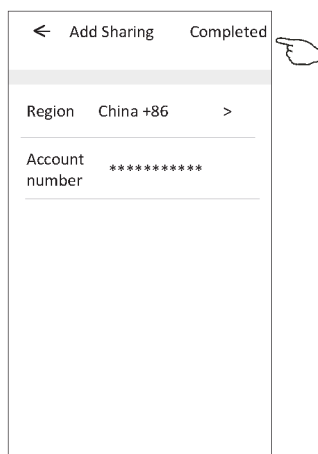 ← Add Sharing Completed
Region China +86 >
Account
number ***********